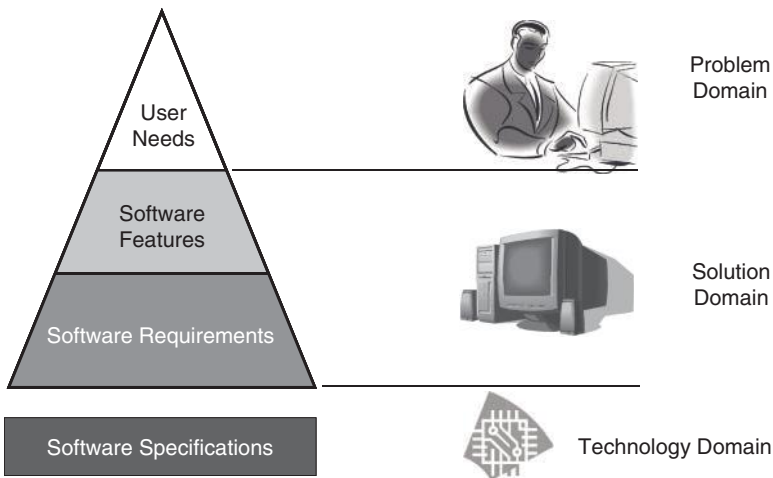 User
Needs
Problem
Domain
Software
Features
Solution
Domain
Software Requirements
Software Specifications
Technology Domain